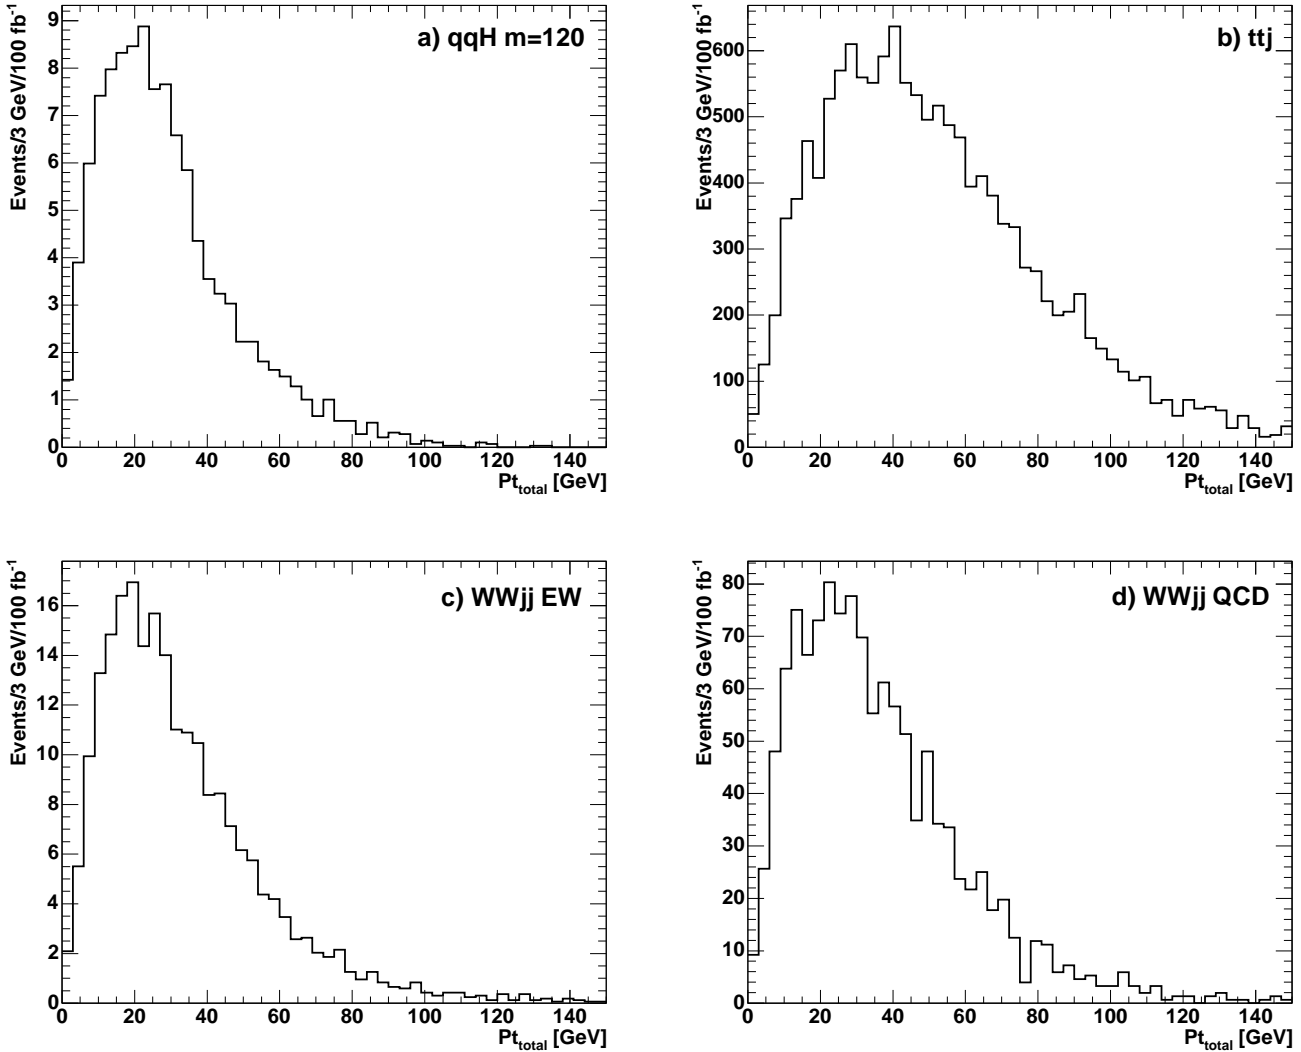 Events/3 GeV/100 fb⁻¹
a) qqH m=120
9
8
7
6
5
4
3
2
1
0
0 20 40 60 80 100 120 140
Pt_total [GeV]
Events/3 GeV/100 fb⁻¹
b) ttj
600
500
400
300
200
100
0
0 20 40 60 80 100 120 140
Pt_total [GeV]
Events/3 GeV/100 fb⁻¹
c) WWjj EW
16
14
12
10
8
6
4
2
0
0 20 40 60 80 100 120 140
Pt_total [GeV]
Events/3 GeV/100 fb⁻¹
d) WWjj QCD
80
70
60
50
40
30
20
10
0
0 20 40 60 80 100 120 140
Pt_total [GeV]